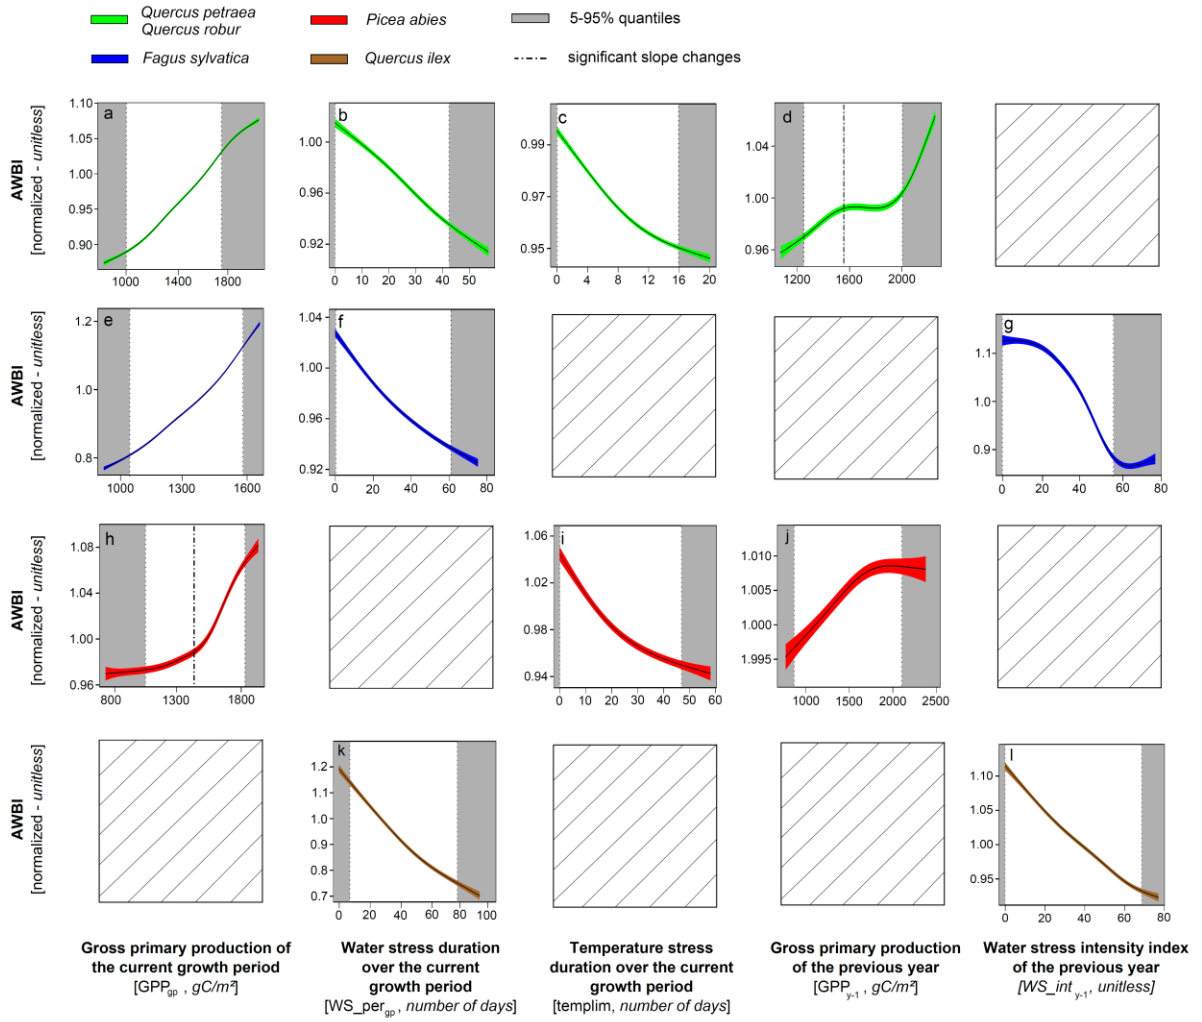 Quercus petraea
Quercus robur
Picea abies
5-95% quantiles
Fagus sylvatica
Quercus ilex
significant slope changes
AWBI
[normalized - unitless]
a
1.10
1.05
1.00
0.95
0.90
1000
1400
1800
b
1.00
0.96
0.92
0
10
20
30
40
50
c
0.99
0.97
0.95
0
4
8
12
16
20
d
1.04
1.00
0.96
1200
1600
2000
AWBI
[normalized - unitless]
e
1.2
1.0
0.8
1000
1300
1600
f
1.04
1.00
0.96
0.92
0
20
40
60
80
g
1.1
1.0
0.9
0
20
40
60
80
AWBI
[normalized - unitless]
h
1.08
1.04
1.00
0.96
800
1400
1800
i
1.06
1.02
0.98
0.94
0
10
20
30
40
50
60
j
1.010
1.005
1.000
1.995
1000
1500
2000
2500
AWBI
[normalized - unitless]
k
1.2
1.1
1.0
0.9
0.8
0.7
0
20
40
60
80
100
l
1.10
1.05
1.00
0.95
0
20
40
60
80
Gross primary production of
the current growth period
[GPPgp , gC/m²]
Water stress duration
over the current
growth period
[WS_pergp , number of days]
Temperature stress
duration over the current
growth period
[templim, number of days]
Gross primary production
of the previous year
[GPPy-1 , gC/m²]
Water stress intensity index
of the previous year
[WS_int y-1, unitless]